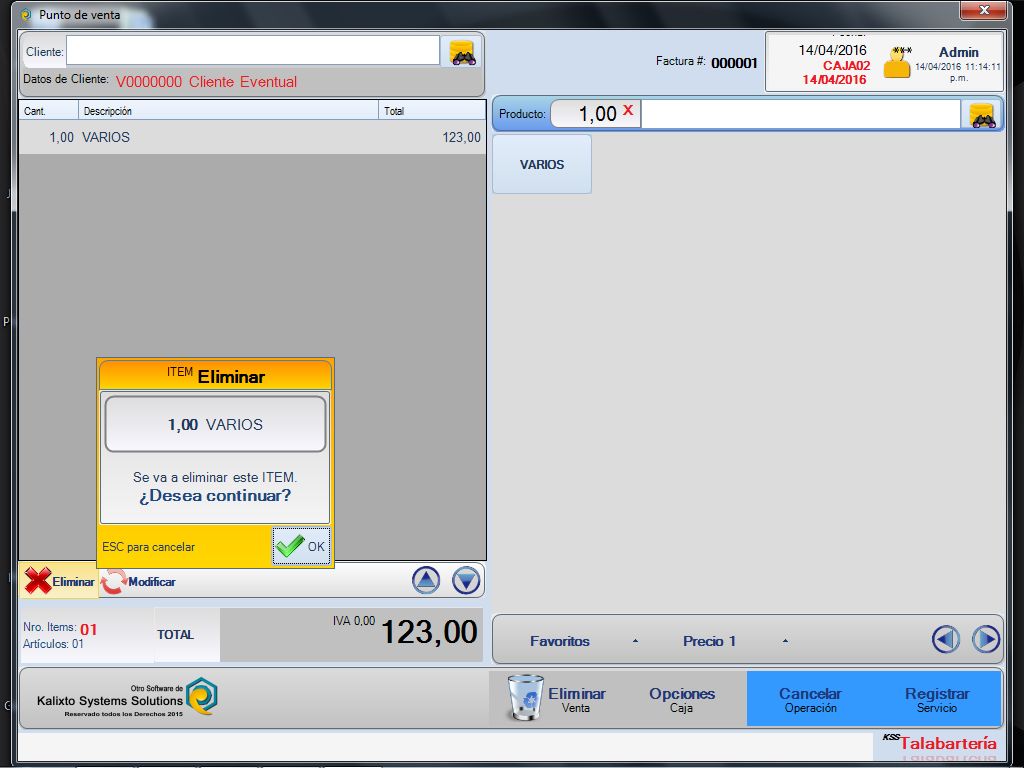 Punto de venta
Cliente:
Datos de Cliente: V0000000 Cliente Eventual
Factura #: 000001
14/04/2016
CAJA02
14/04/2016
***
Admin
14/04/2016 11:14:11
p.m.
Cant. Descripción Total
1,00 VARIOS 123,00
Producto: 1,00 X
VARIOS
ITEM Eliminar
1,00 VARIOS
Se va a eliminar este ITEM.
¿Desea continuar?
ESC para cancelar OK
Eliminar Modificar
Nro. Items: 01
Artículos: 01
TOTAL
IVA 0,00 123,00
Favoritos Precio 1
Otro Software de
Kalixto Systems Solutions
Reservado todos los Derechos 2015
Eliminar
Venta
Opciones
Caja
Cancelar
Operación
Registrar
Servicio
KSS Talabartería